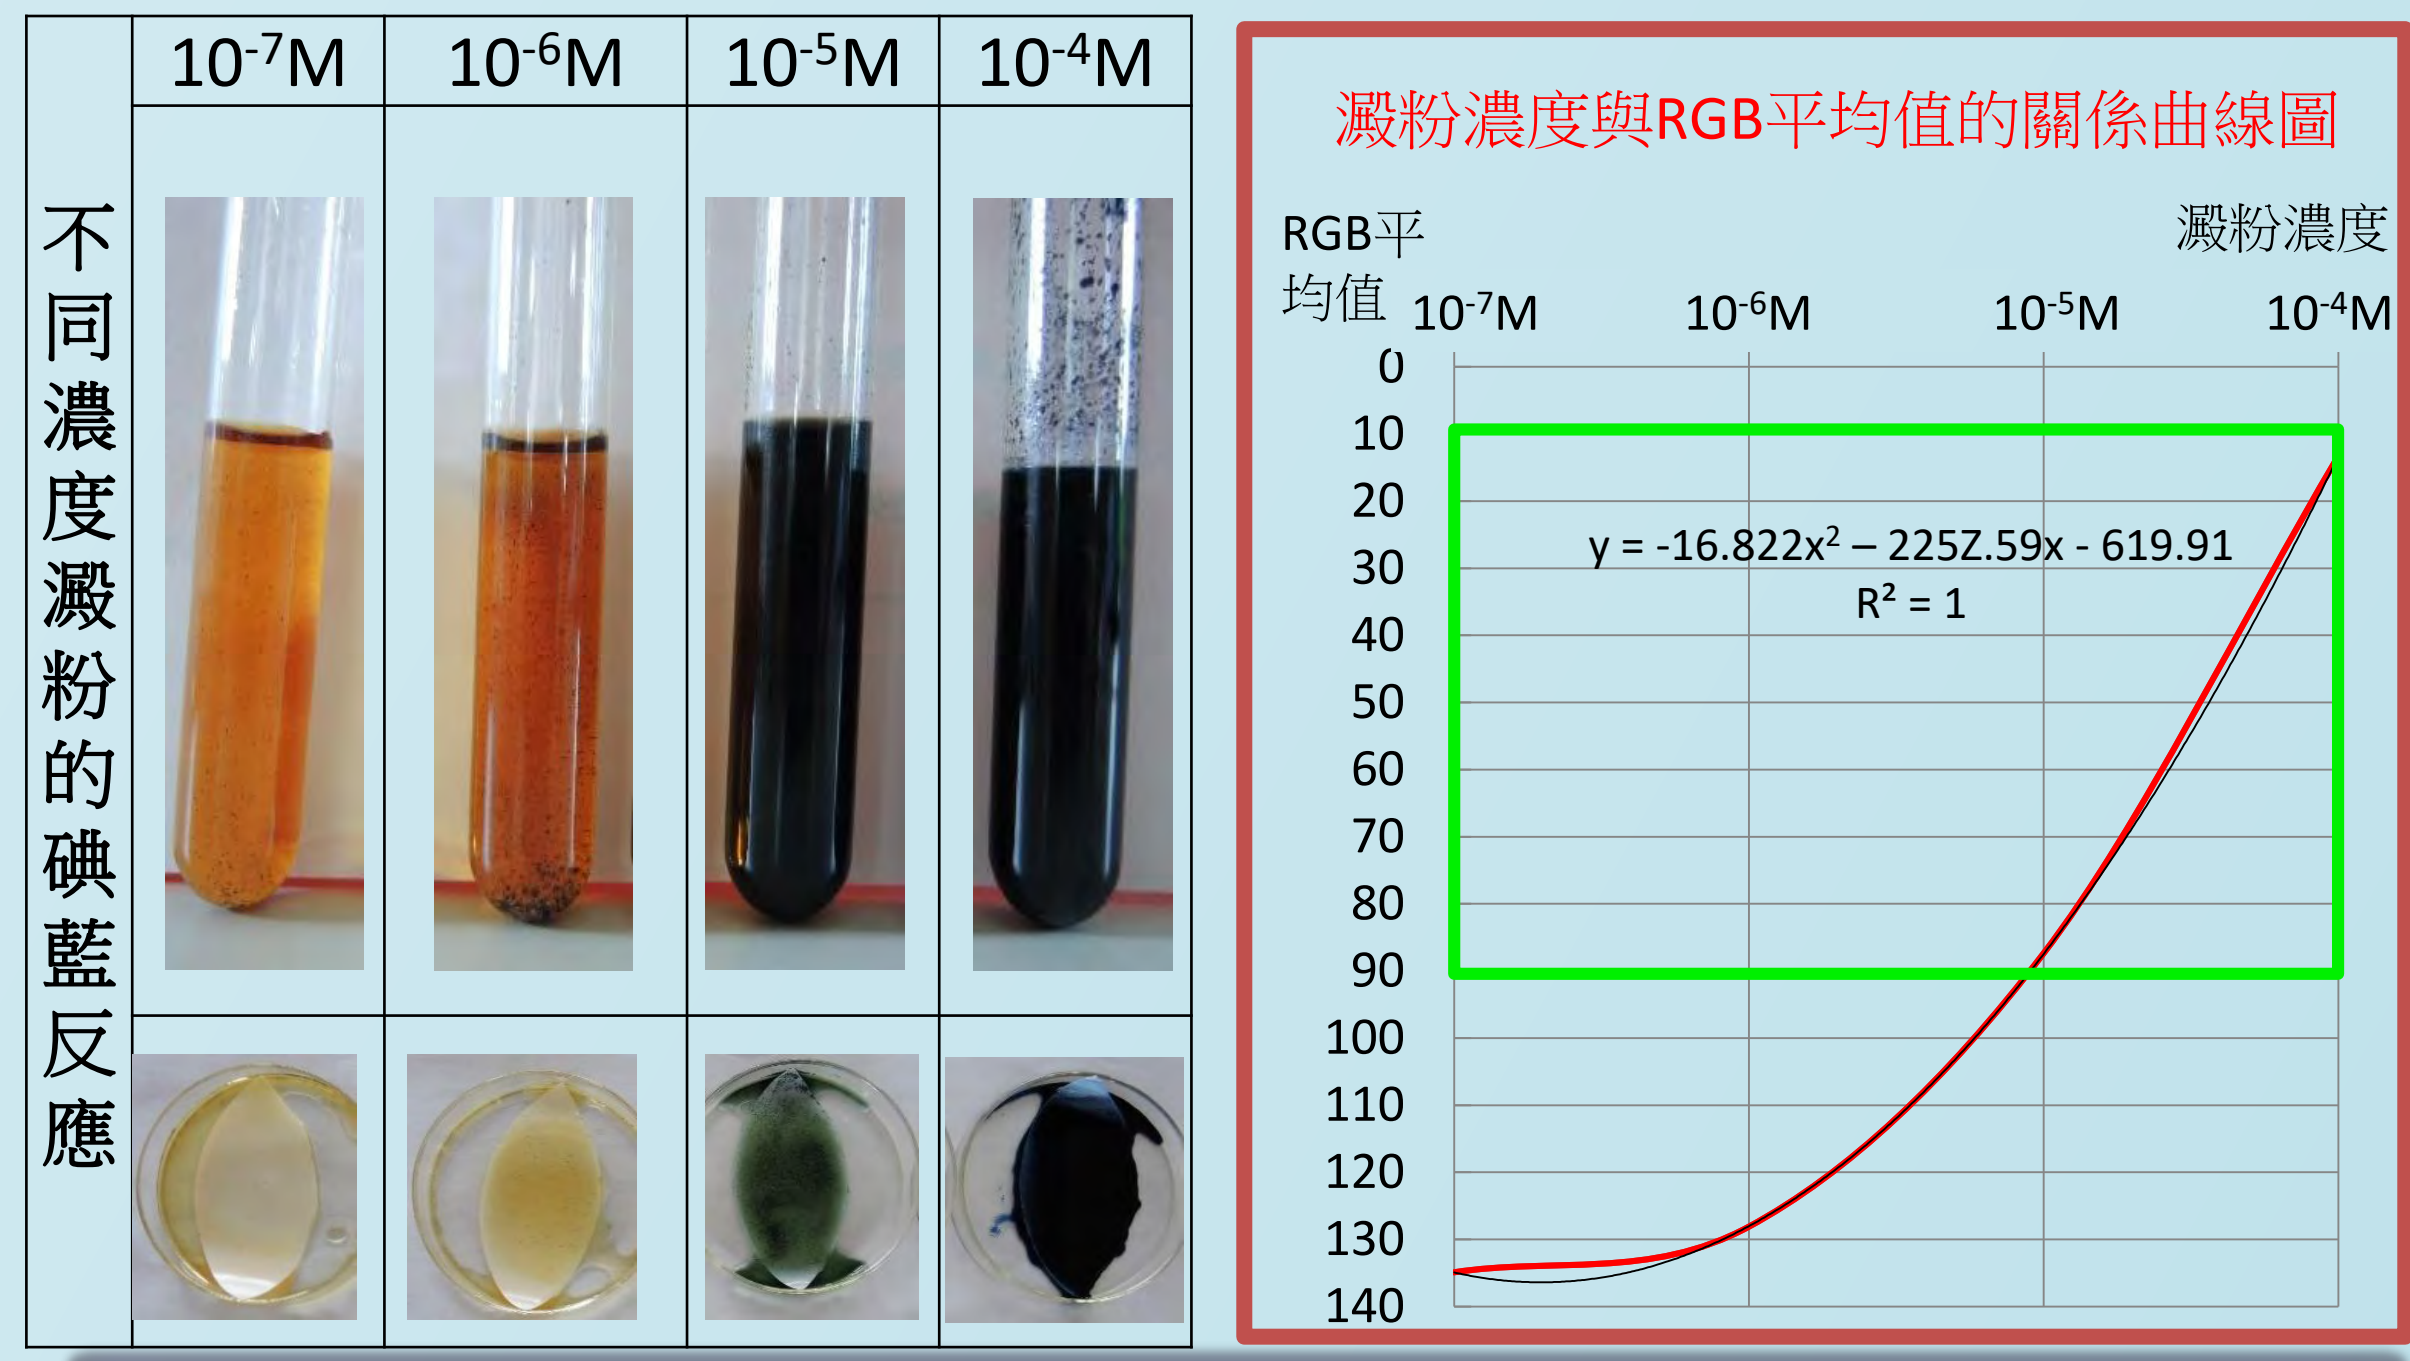 不同濃度澱粉的碘藍反應
10⁻⁷M
10⁻⁶M
10⁻⁵M
10⁻⁴M
澱粉濃度與RGB平均值的關係曲線圖
RGB平
均值
澱粉濃度
10⁻⁷M
10⁻⁶M
10⁻⁵M
10⁻⁴M
0
10
20
30
40
50
60
70
80
90
100
110
120
130
140
y = -16.822x² – 225Z.59x - 619.91
R² = 1